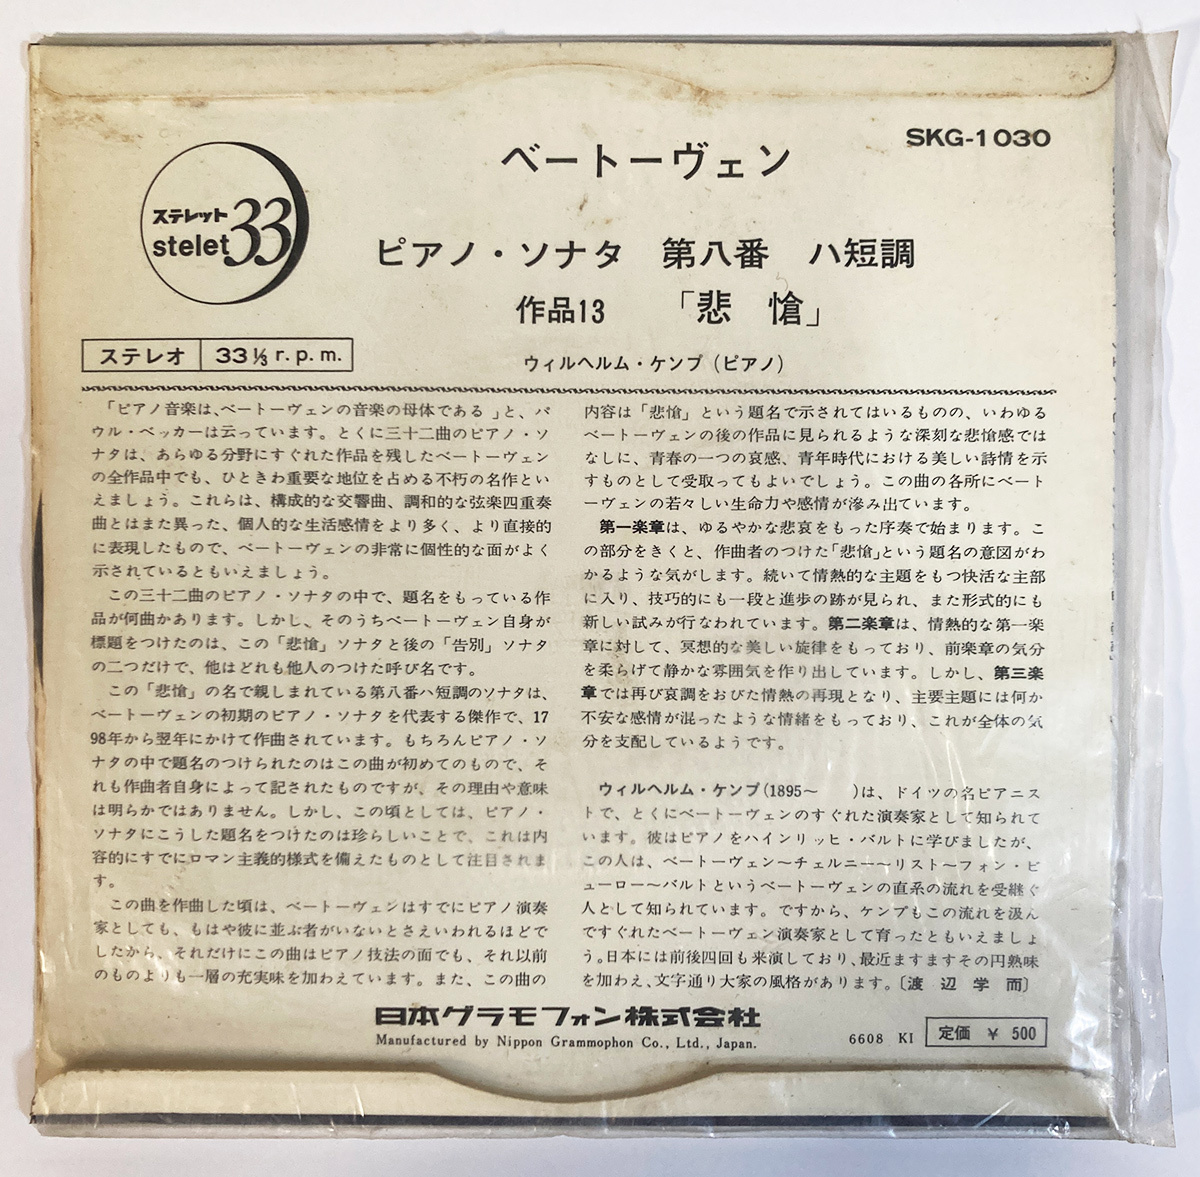 SKG-1030
ベートーヴェン
ステレット
stelet 33
ピアノ・ソナタ 第八番 ハ短調
作品13 「悲 愴」
ステレオ 33⅓ r.p.m.
ウィルヘルム・ケンプ(ピアノ)
「ピアノ音楽は、ベートーヴェンの音楽の母体である」と、パ
ウル・ベッカーは云っています。とくに三十二曲のピアノ・ソ
ナタは、あらゆる分野にすぐれた作品を残したベートーヴェン
の全作品中でも、ひときわ重要な地位を占める不朽の名作とい
えましょう。これらは、構成的な交響曲、調和的な弦楽四重奏
曲とはまた異った、個人的な生活感情をより多く、より直接的
に表現したもので、ベートーヴェンの非常に個性的な面がよく
示されているともいえましょう。
この三十二曲のピアノ・ソナタの中で、題名をもっている作
品が何曲かあります。しかし、そのうちベートーヴェン自身が
標題をつけたのは、この「悲愴」ソナタと後の「告別」ソナタ
の二つだけで、他はどれも他人のつけた呼び名です。
この「悲愴」の名で親しまれている第八番ハ短調のソナタは、
ベートーヴェンの初期のピアノ・ソナタを代表する傑作で、17
98年から翌年にかけて作曲されています。もちろんピアノ・ソ
ナタの中で題名のつけられたのはこの曲が初めてのもので、そ
れも作曲者自身によって記されたものですが、その理由や意味
は明らかではありません。しかし、この頃としては、ピアノ・
ソナタにこうした題名をつけたのは珍らしいことで、これは内
容的にすでにロマン主義的様式を備えたものとして注目されま
す。
この曲を作曲した頃は、ベートーヴェンはすでにピアノ演奏
家としても、もはや彼に並ぶ者がいないとさえいわれるほどで
したから、それだけにこの曲はピアノ技法の面でも、それ以前
のものよりも一層の充実味を加わえています。また、この曲の
内容は「悲愴」という題名で示されてはいるものの、いわゆる
ベートーヴェンの後の作品に見られるような深刻な悲愴感では
なしに、青春の一つの哀感、青年時代における美しい詩情を示
すものとして受取ってもよいでしょう。この曲の各所にベート
ーヴェンの若々しい生命力や感情が滲み出ています。
第一楽章は、ゆるやかな悲哀をもった序奏で始まります。こ
の部分をきくと、作曲者のつけた「悲愴」という題名の意図がわ
かるような気がします。続いて情熱的な主題をもつ快活な主部
に入り、技巧的にも一段と進歩の跡が見られ、また形式的にも
新しい試みが行なわれています。第二楽章は、情熱的な第一楽
章に対して、冥想的な美しい旋律をもっており、前楽章の気分
を柔らげて静かな雰囲気を作り出しています。しかし、第三楽
章では再び哀調をおびた情熱の再現となり、主要主題には何か
不安な感情が混ったような情緒をもっており、これが全体の気
分を支配しているようです。
ウィルヘルム・ケンプ(1895~ )は、ドイツの名ピアニス
トで、とくにベートーヴェンのすぐれた演奏家として知られて
います。彼はピアノをハインリッヒ・バルトに学びましたが、
この人は、ベートーヴェン~チェルニー~リスト~フォン・ビ
ューロー~バルトというベートーヴェンの直系の流れを受継ぐ
人として知られています。ですから、ケンプもこの流れを汲ん
ですぐれたベートーヴェン演奏家として育ったともいえましょ
う。日本には前後四回も来演しており、最近ますますその円熟味
を加わえ、文字通り大家の風格があります。〔渡 辺 学 而〕
日本グラモフォン株式会社
Manufactured by Nippon Grammophon Co., Ltd., Japan.
6608 KI 定価 ¥ 500